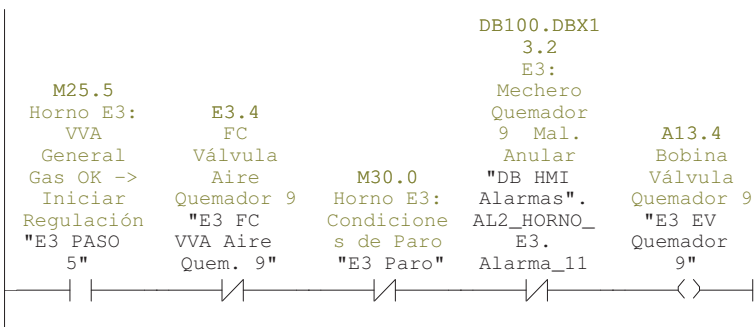 M25.5
Horno E3:
VVA
General
Gas OK ->
Iniciar
Regulación
"E3 PASO
5"
E3.4
FC
Válvula
Aire
Quemador 9
"E3 FC
VVA Aire
Quem. 9"
M30.0
Horno E3:
Condicione
s de Paro
"E3 Paro"
DB100.DBX1
3.2
E3:
Mechero
Quemador
9 Mal.
Anular
"DB HMI
Alarmas".
AL2_HORNO_
E3.
Alarma_11
A13.4
Bobina
Válvula
Quemador 9
"E3 EV
Quemador
9"